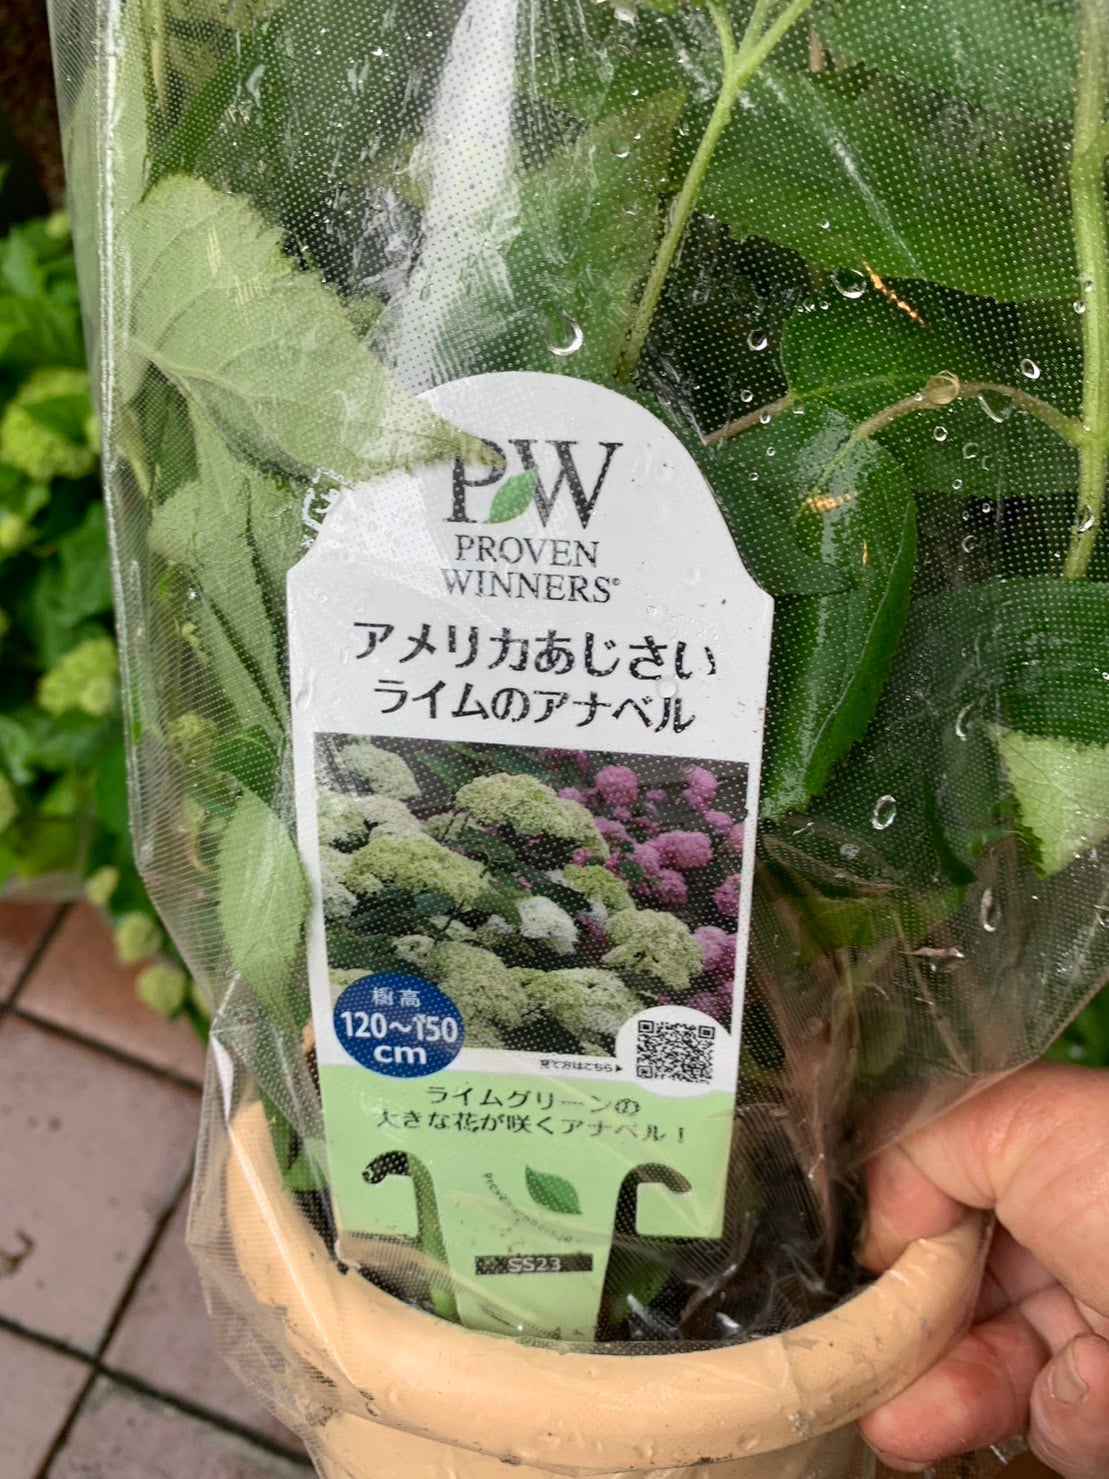 PW
PROVEN
WINNERS®
アメリカあじさい
ライムのアナベル
樹高
120〜150
cm
育て方はこちら▶
ライムグリーンの
大きな花が咲くアナベル!
SS23